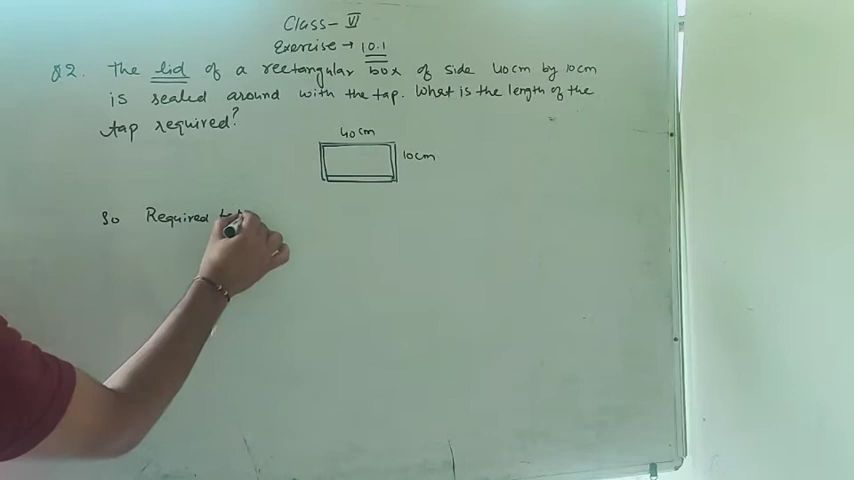 Class- VI
Exercise → 10.1
Q2. The lid of a rectangular box of side 40cm by 10cm
is sealed around with the tap. What is the length of the
tap required?
40cm
10cm
So Required